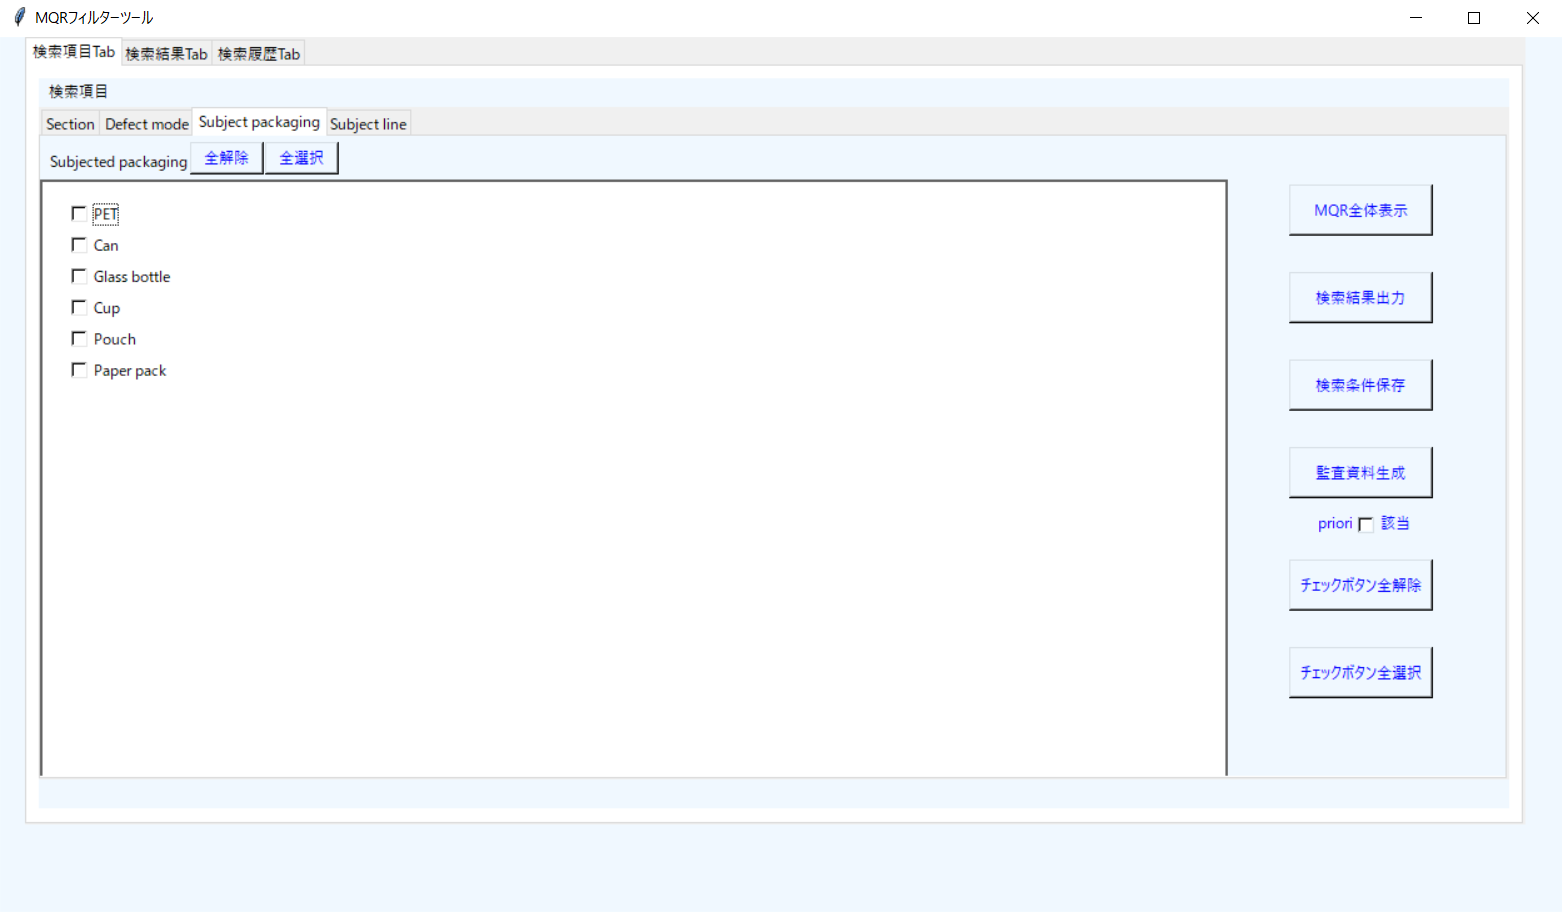 MQRフィルターツール
検索項目Tab 検索結果Tab 検索履歴Tab
検索項目
Section Defect mode Subject packaging Subject line
Subjected packaging 全解除 全選択
PET
Can
Glass bottle
Cup
Pouch
Paper pack
MQR全体表示
検索結果出力
検索条件保存
監査資料生成
priori 該当
チェックボタン全解除
チェックボタン全選択